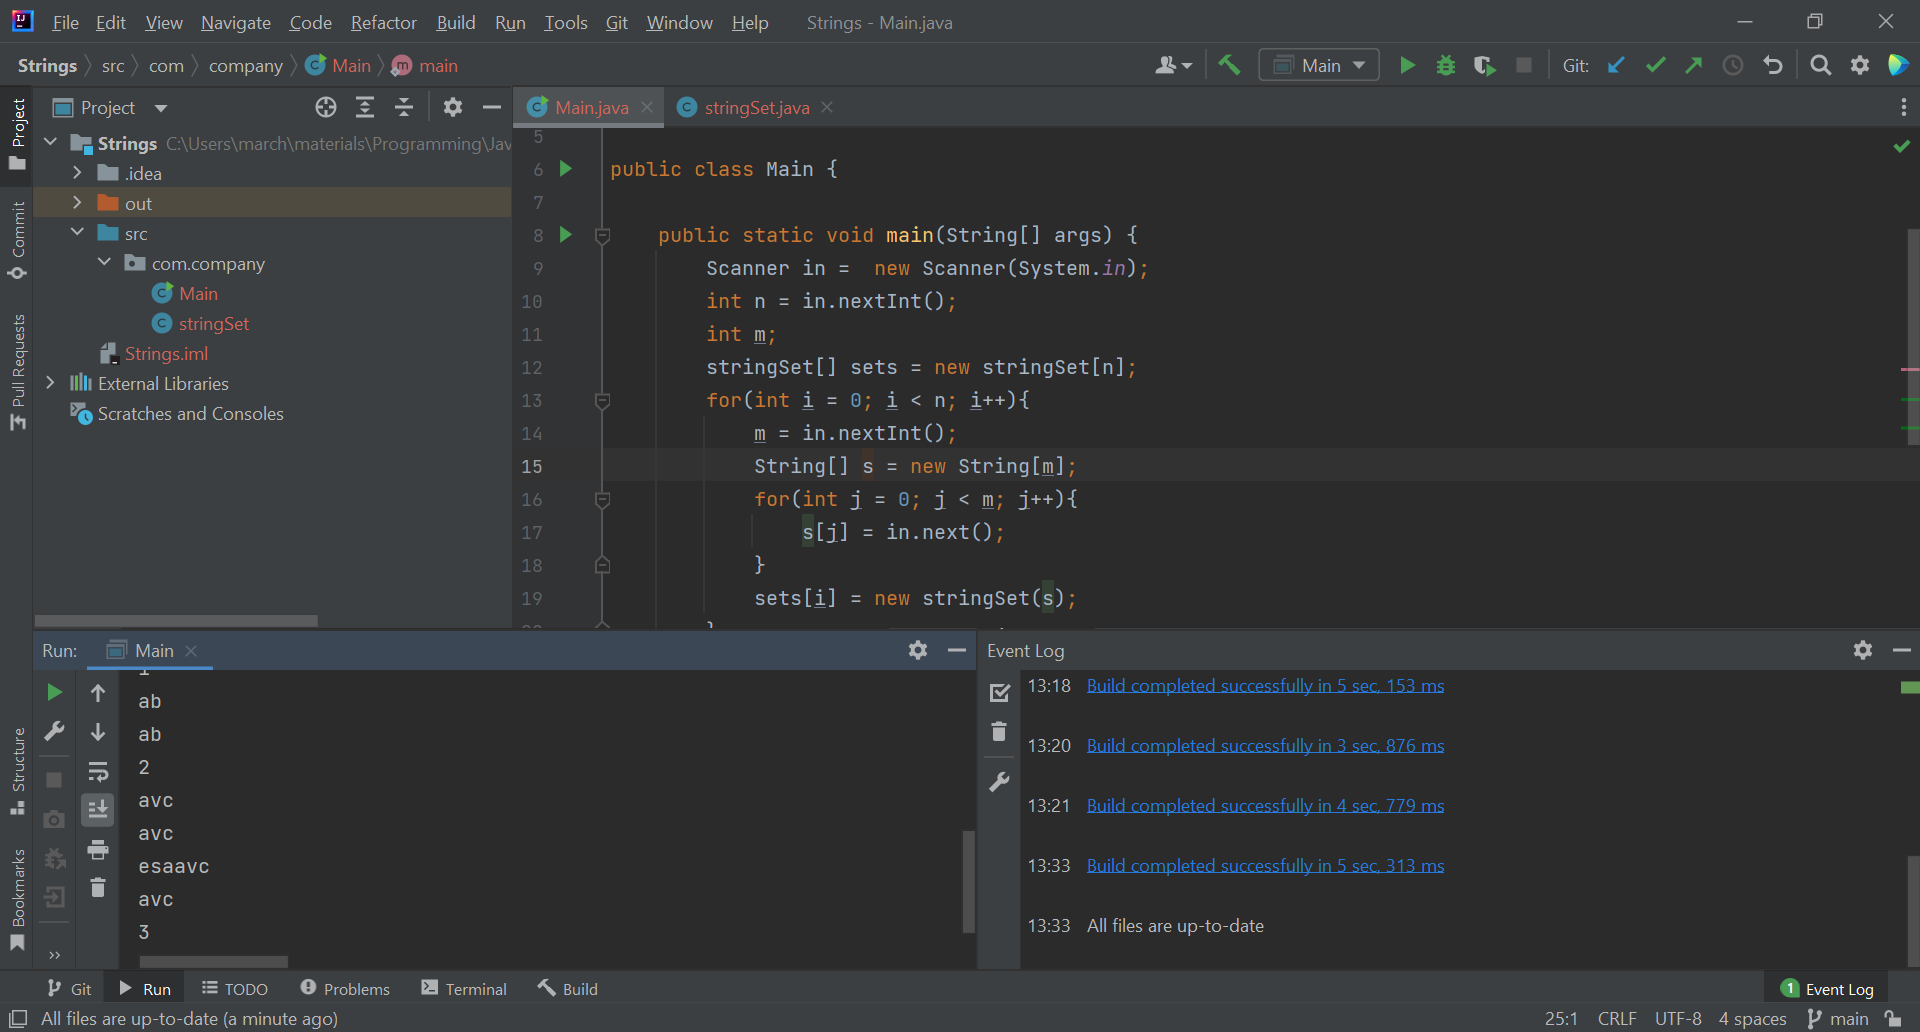 File Edit View Navigate Code Refactor Build Run Tools Git Window Help Strings - Main.java
Strings src com company Main main
Main
Git:
Project
Commit
Pull Requests
Structure
Bookmarks
Project
Strings C:\Users\march\materials\Programming\Jav
.idea
out
src
com.company
Main
stringSet
Strings.iml
External Libraries
Scratches and Consoles
Main.java stringSet.java
5
6 public class Main {
7
8 public static void main(String[] args) {
9 Scanner in =  new Scanner(System.in);
10 int n = in.nextInt();
11 int m;
12 stringSet[] sets = new stringSet[n];
13 for(int i = 0; i < n; i++){
14 m = in.nextInt();
15 String[] s = new String[m];
16 for(int j = 0; j < m; j++){
17 s[j] = in.next();
18 }
19 sets[i] = new stringSet(s);
Run: Main
ab
ab
2
avc
avc
esaavc
avc
3
Event Log
13:18 Build completed successfully in 5 sec, 153 ms
13:20 Build completed successfully in 3 sec, 876 ms
13:21 Build completed successfully in 4 sec, 779 ms
13:33 Build completed successfully in 5 sec, 313 ms
13:33 All files are up-to-date
Git Run TODO Problems Terminal Build 1 Event Log
All files are up-to-date (a minute ago) 25:1 CRLF UTF-8 4 spaces main